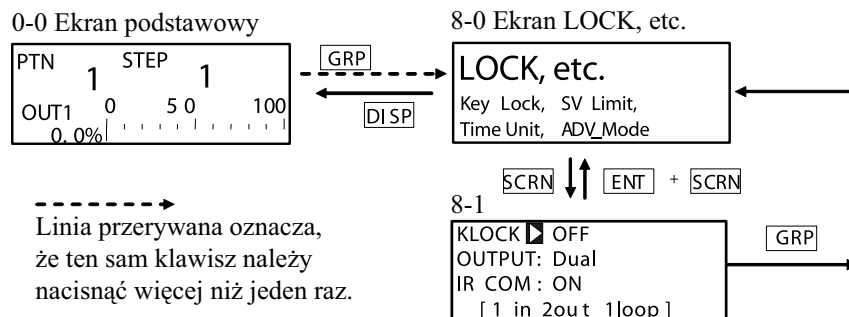 0-0 Ekran podstawowy
PTN 1 STEP 1
OUT1 0 50 100
0.0%
GRP
DISP
8-0 Ekran LOCK, etc.
LOCK, etc.
Key Lock, SV Limit,
Time Unit, ADV_Mode
SCRN ENT + SCRN
8-1
KLOCK OFF
OUTPUT: Dual
IR COM : ON
[1 in 2out 1loop]
GRP
Linia przerywana oznacza,
że ten sam klawisz należy
nacisnąć więcej niż jeden raz.